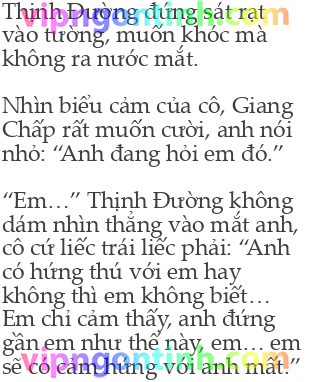 Thịnh Đường đứng sát rạt
vào tường, muốn khóc mà
không ra nước mắt.
Nhìn biểu cảm của cô, Giang
Chấp rất muốn cười, anh nói
nhỏ: “Anh đang hỏi em đó.”
“Em…” Thịnh Đường không
dám nhìn thẳng vào mắt anh,
cô cứ liếc trái liếc phải: “Anh
có hứng thú với em hay
không thì em không biết…
Em chỉ cảm thấy, anh đứng
gần em như thế này, em… em
sẽ có cảm hứng với anh mất.”
vipngontinh.com
vipngontinh.com